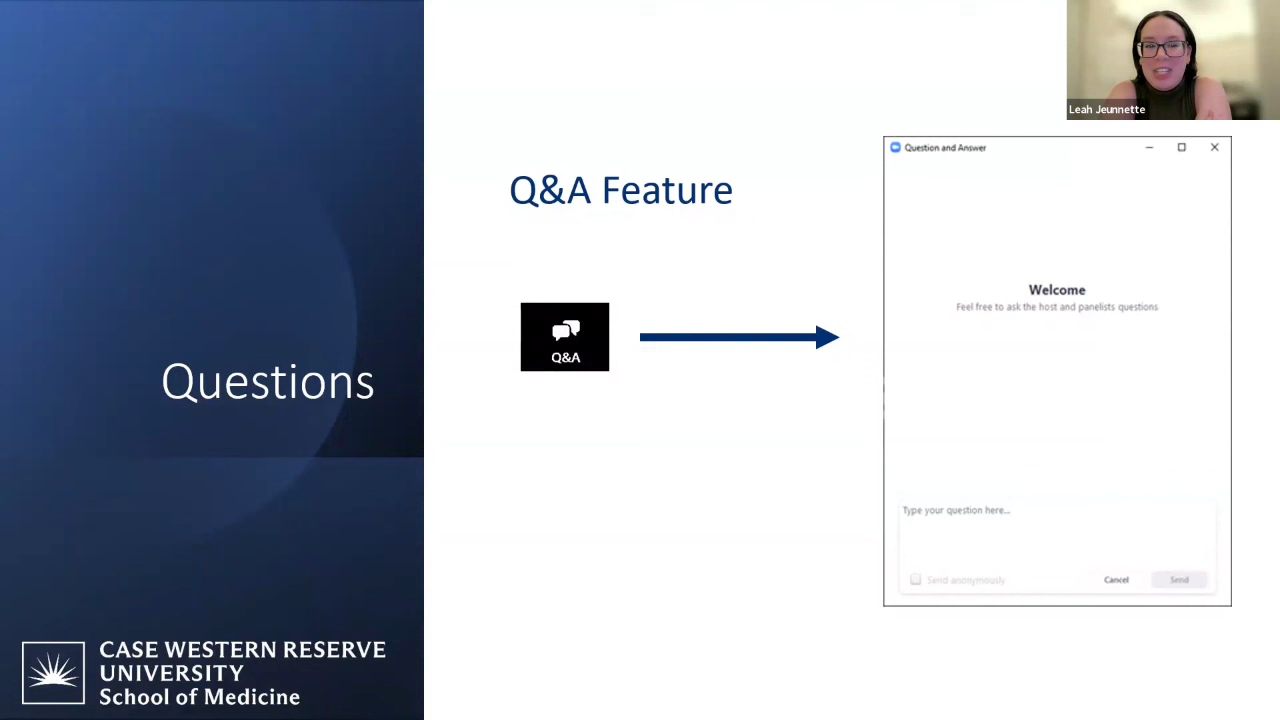 Leah Jeunnette
Question and Answer
Q&A Feature
Welcome
Feel free to ask the host and panelists questions
Q&A
Questions
Type your question here...
Send anonymously
Cancel
Send
CASE WESTERN RESERVE
UNIVERSITY
School of Medicine